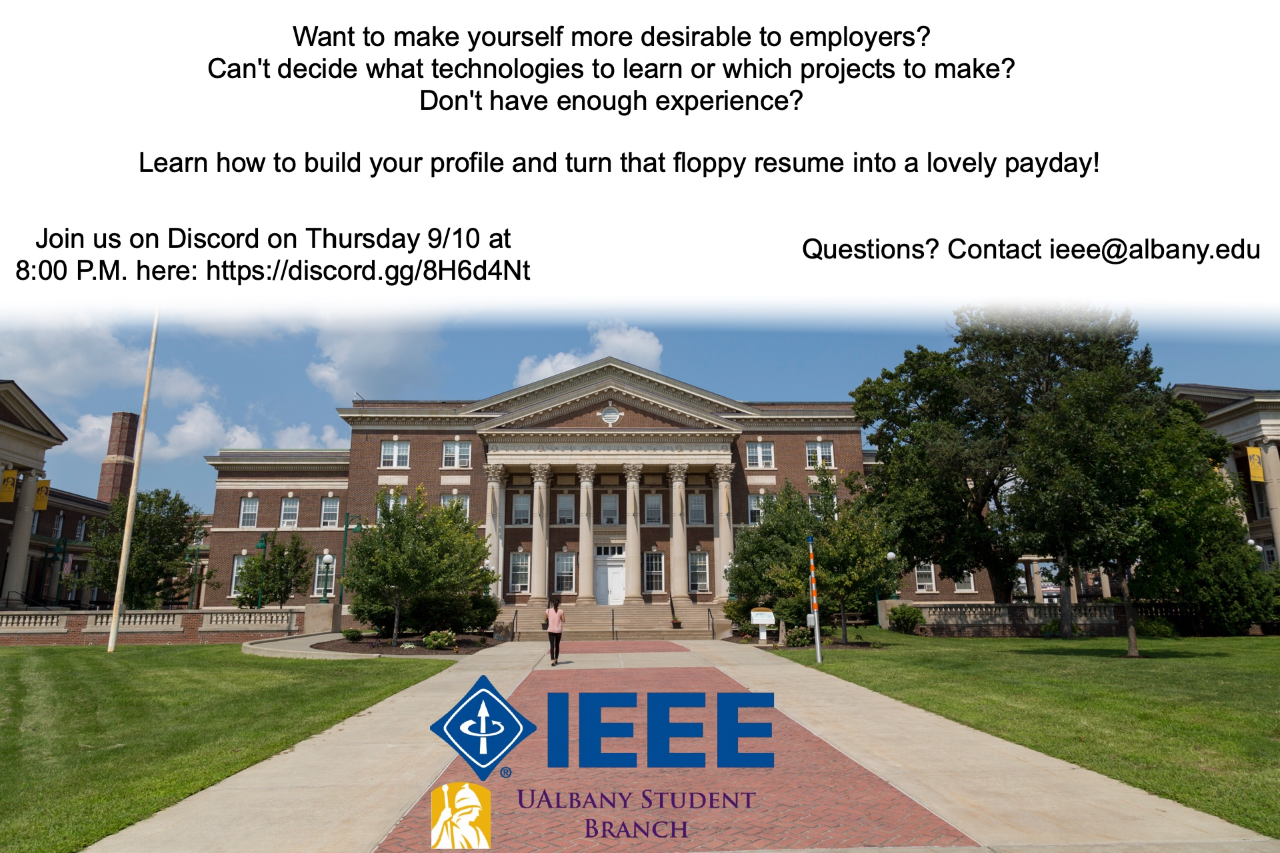 Want to make yourself more desirable to employers?
Can't decide what technologies to learn or which projects to make?
Don't have enough experience?
Learn how to build your profile and turn that floppy resume into a lovely payday!
Join us on Discord on Thursday 9/10 at
8:00 P.M. here: https://discord.gg/8H6d4Nt
Questions? Contact ieee@albany.edu
IEEE
®
UAlbany Student
Branch